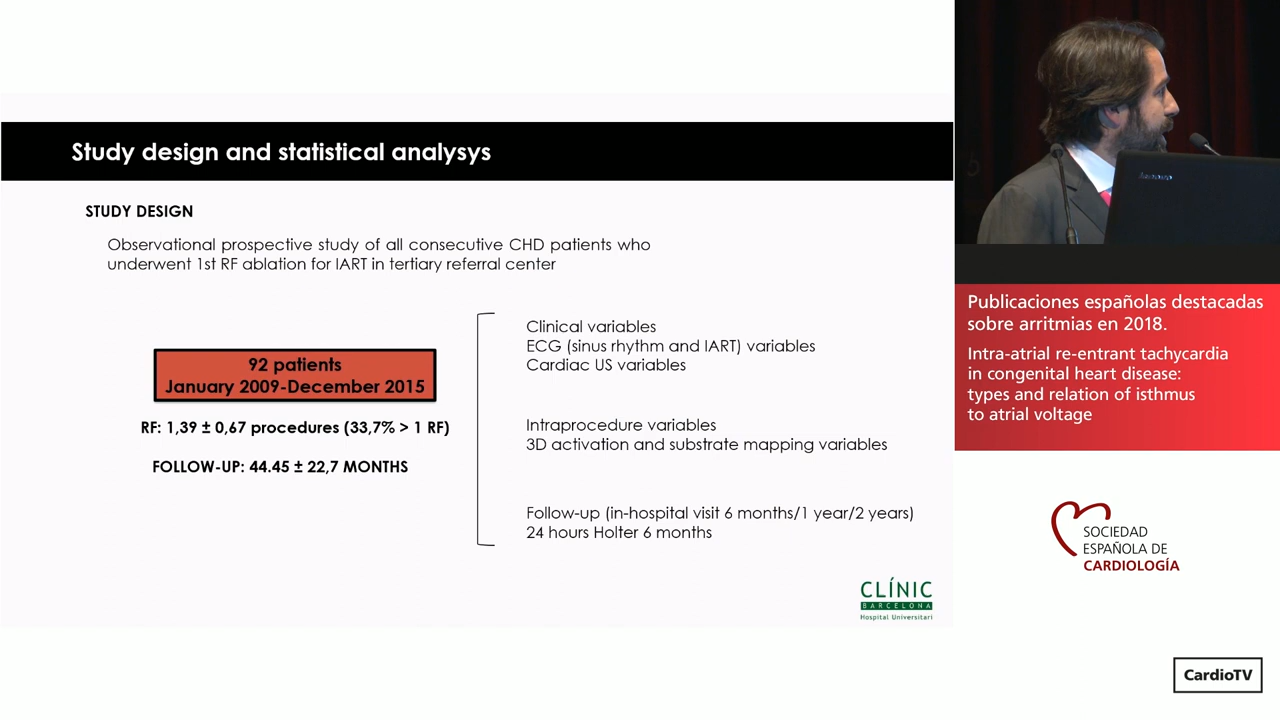 Study design and statistical analysys
STUDY DESIGN
Observational prospective study of all consecutive CHD patients who
underwent 1st RF ablation for IART in tertiary referral center
92 patients
January 2009-December 2015
RF: 1,39 ± 0,67 procedures (33,7% > 1 RF)
FOLLOW-UP: 44.45 ± 22,7 MONTHS
Clinical variables
ECG (sinus rhythm and IART) variables
Cardiac US variables
Intraprocedure variables
3D activation and substrate mapping variables
Follow-up (in-hospital visit 6 months/1 year/2 years)
24 hours Holter 6 months
CLÍNIC
BARCELONA
Hospital Universitari
lenovo
Publicaciones españolas destacadas
sobre arritmias en 2018.
Intra-atrial re-entrant tachycardia
in congenital heart disease:
types and relation of isthmus
to atrial voltage
SOCIEDAD
ESPAÑOLA DE
CARDIOLOGÍA
CardioTV